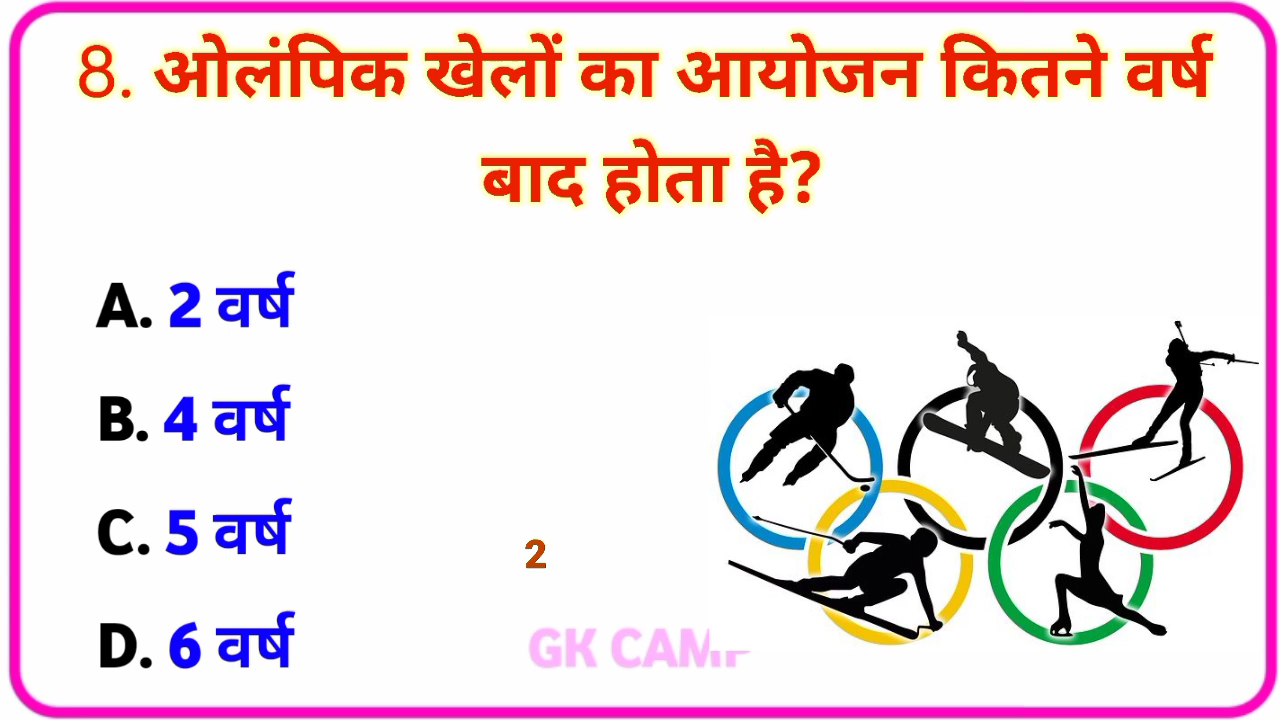 8. ओलंपिक खेलों का आयोजन कितने वर्ष
बाद होता है?
A. 2 वर्ष
B. 4 वर्ष
C. 5 वर्ष
2
D. 6 वर्ष
GK CAMP